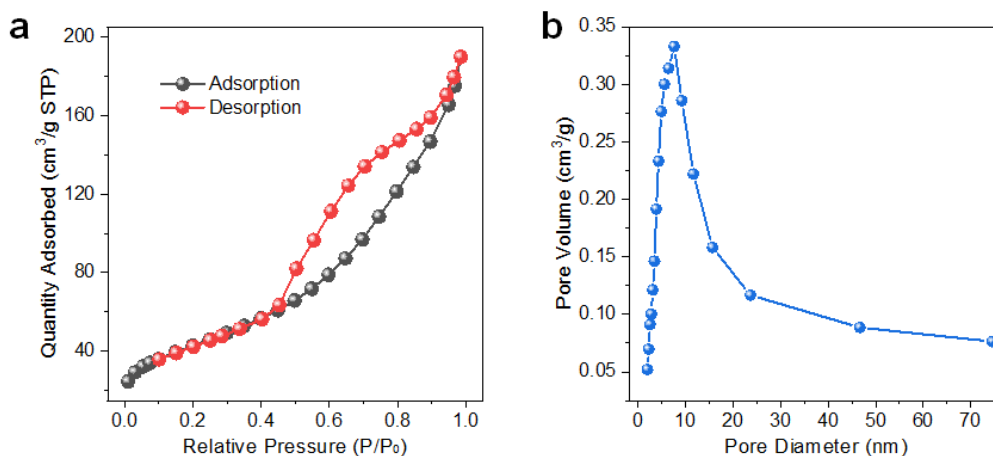 a
Quantity Adsorbed (cm³/g STP)
200
160
120
80
40
Adsorption
Desorption
0.0 0.2 0.4 0.6 0.8 1.0
Relative Pressure (P/P₀)
b
Pore Volume (cm³/g)
0.35
0.30
0.25
0.20
0.15
0.10
0.05
0 10 20 30 40 50 60 70
Pore Diameter (nm)